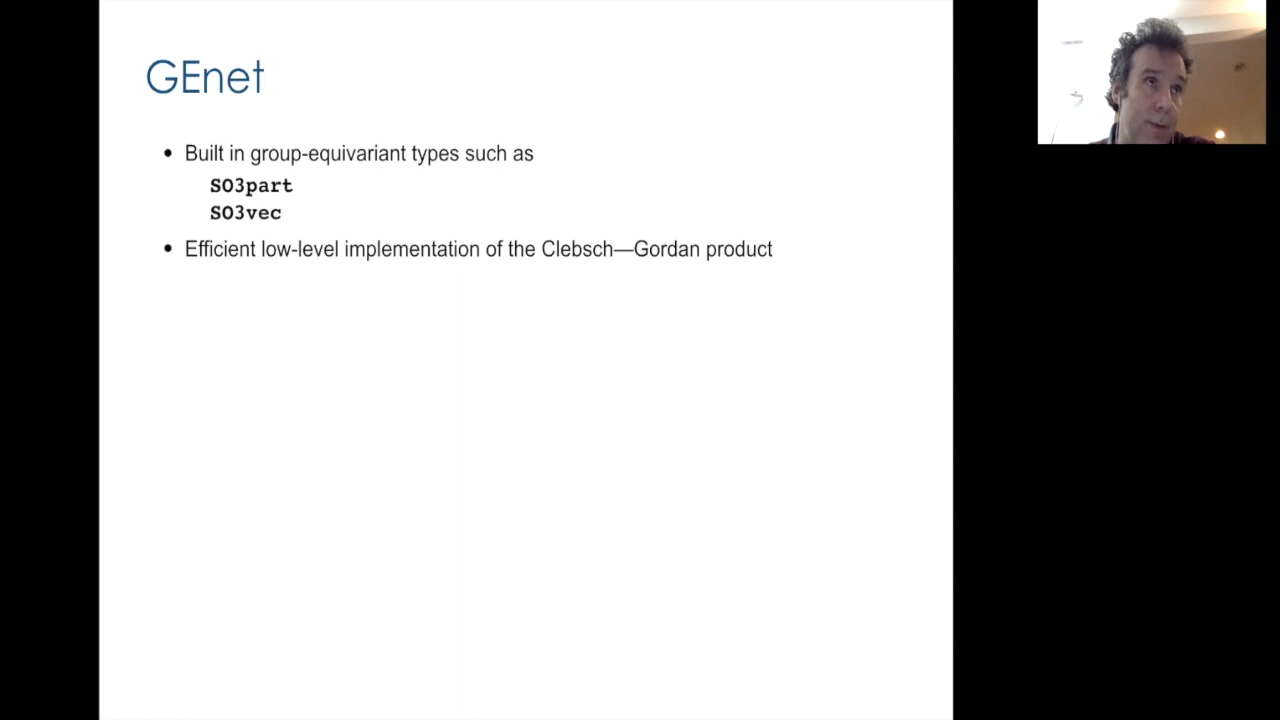 GEnet
• Built in group-equivariant types such as
SO3part
SO3vec
• Efficient low-level implementation of the Clebsch—Gordan product